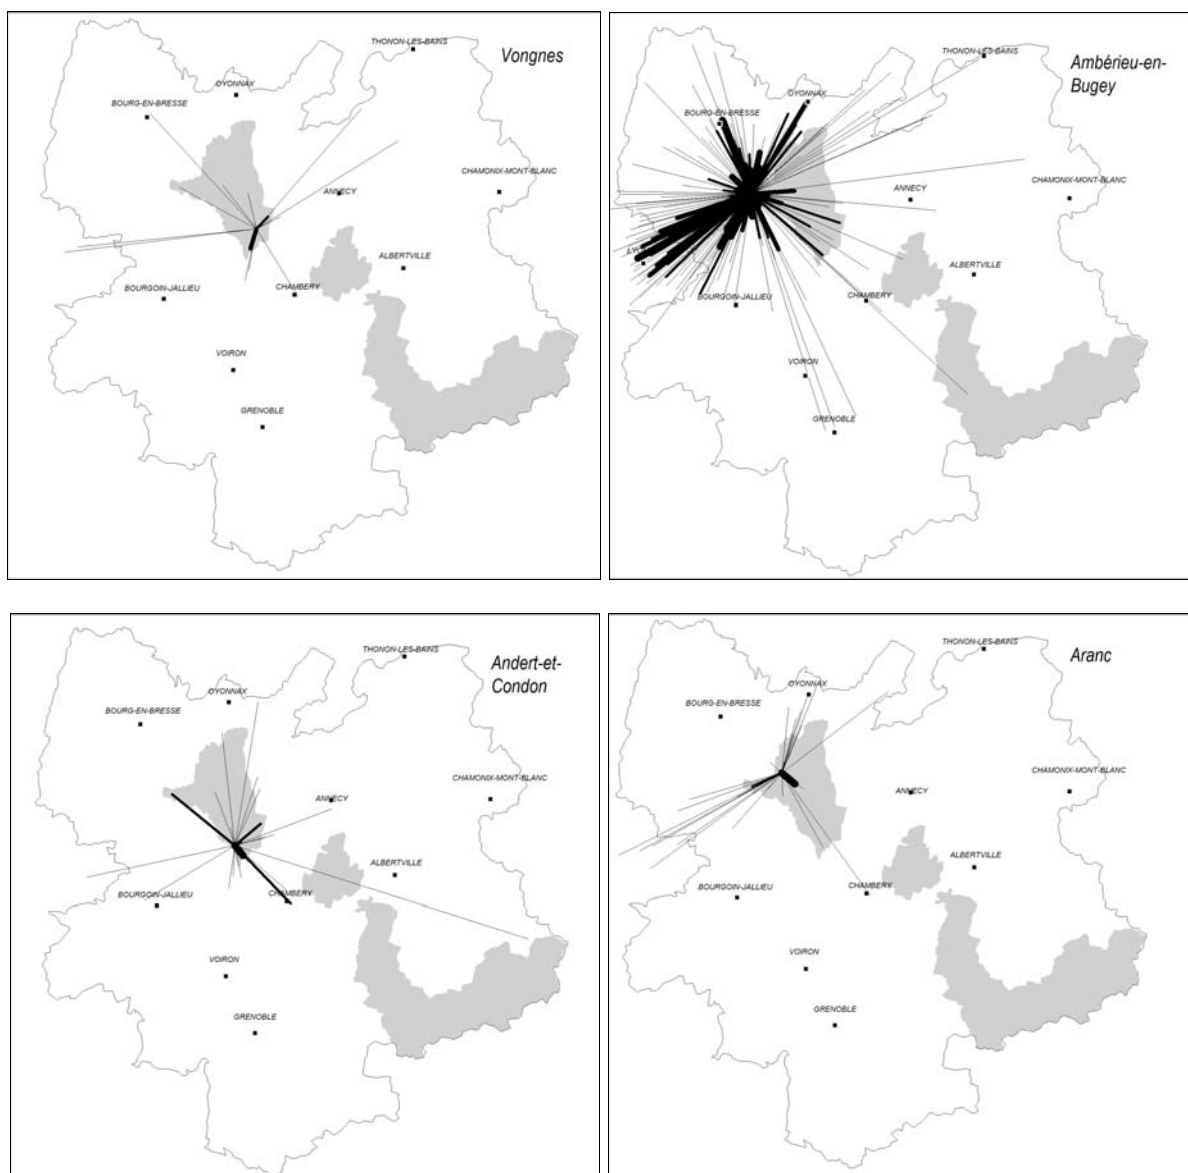 THONON-LES-BAINS
Vongnes
OYONNAX
BOURG-EN-BRESSE
CHAMONIX-MONT-BLANC
ANNECY
ALBERTVILLE
BOURGOIN-JALLIEU
CHAMBERY
VOIRON
GRENOBLE
THONON-LES-BAINS
Ambérieu-en-
Bugey
OYONNAX
BOURG-EN-BRESSE
CHAMONIX-MONT-BLANC
ANNECY
ALBERTVILLE
BOURGOIN-JALLIEU
CHAMBERY
VOIRON
GRENOBLE
THONON-LES-BAINS
Andert-et-
Condon
OYONNAX
BOURG-EN-BRESSE
CHAMONIX-MONT-BLANC
ANNECY
ALBERTVILLE
BOURGOIN-JALLIEU
CHAMBERY
VOIRON
GRENOBLE
THONON-LES-BAINS
Aranc
OYONNAX
BOURG-EN-BRESSE
CHAMONIX-MONT-BLANC
ANNECY
ALBERTVILLE
BOURGOIN-JALLIEU
CHAMBERY
VOIRON
GRENOBLE